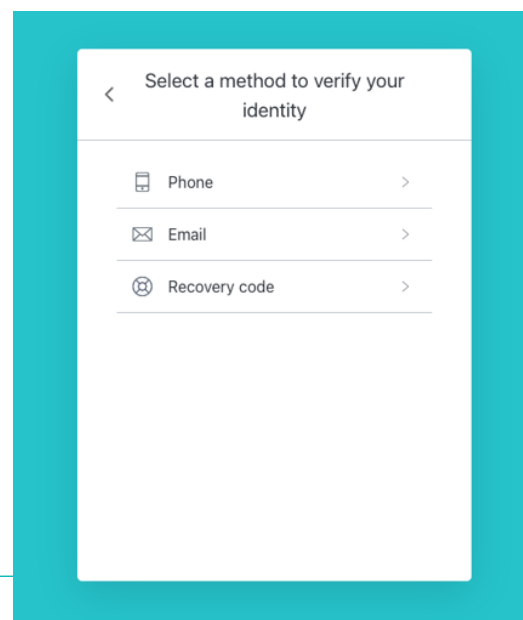 Select a method to verify your
identity
Phone
Email
Recovery code